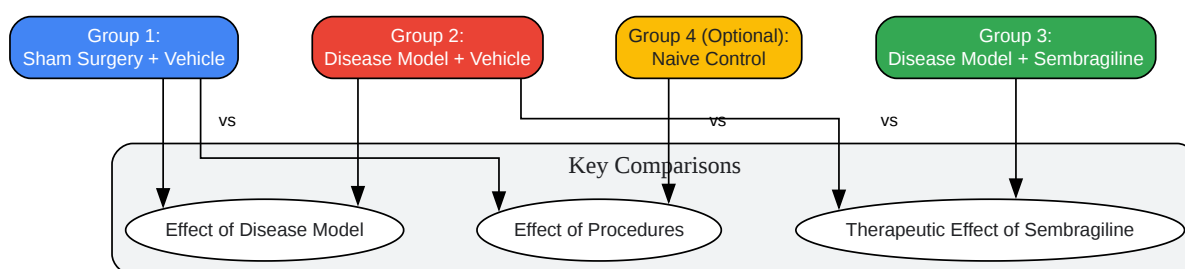 Group 1:
Sham Surgery + Vehicle
Group 2:
Disease Model + Vehicle
Group 4 (Optional):
Naive Control
Group 3:
Disease Model + Sembragiline
vs
vs
vs
Key Comparisons
Effect of Disease Model
Effect of Procedures
Therapeutic Effect of Sembragiline